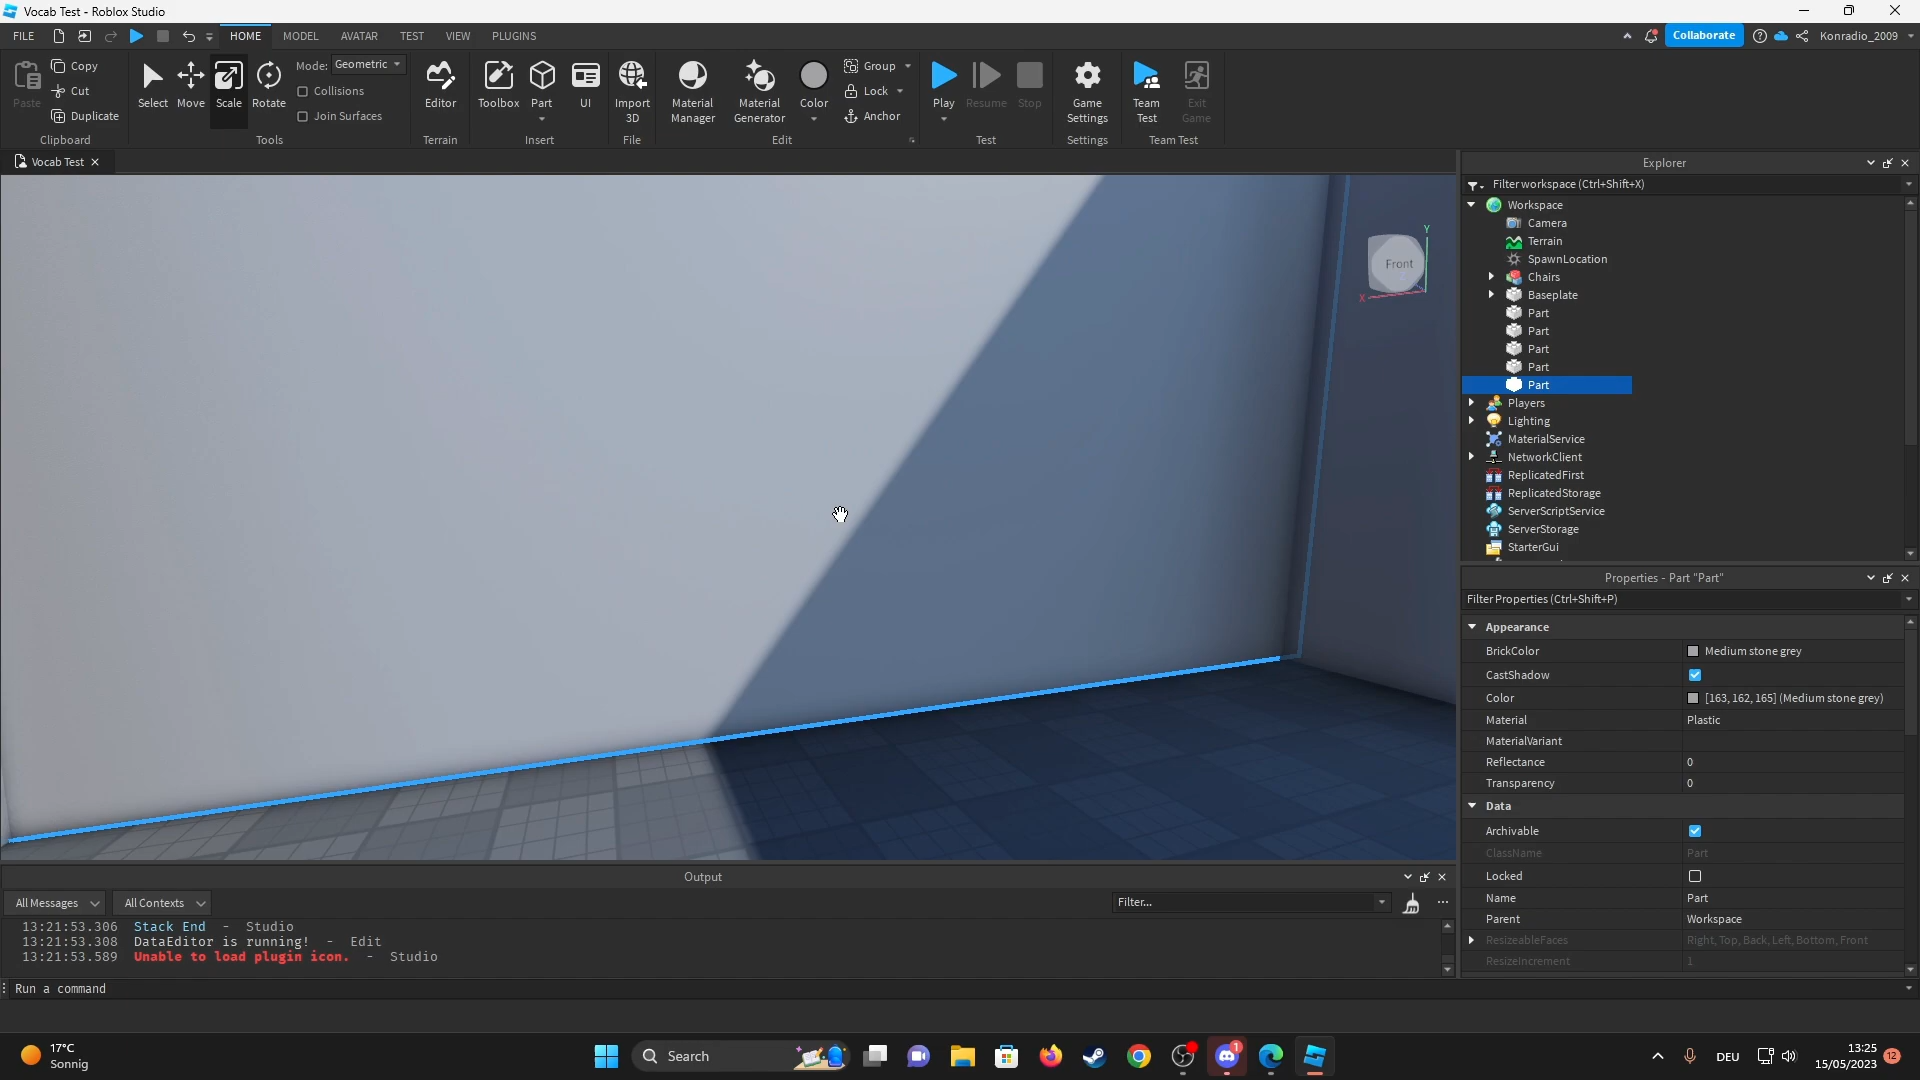 Vocab Test - Roblox Studio
FILE HOME MODEL AVATAR TEST VIEW PLUGINS Collaborate Konradio_2009
Paste Copy Cut Duplicate Clipboard
Select Move Scale Rotate Mode: Geometric Collisions Join Surfaces Tools
Editor Terrain
Toolbox Part UI Insert
Import 3D File
Material Manager Material Generator Color Group Lock Anchor Edit
Play Resume Stop Test
Game Settings Settings
Team Test Exit Game Team Test
Vocab Test
Front
Y
X
Explorer
Filter workspace (Ctrl+Shift+X)
Workspace
Camera
Terrain
SpawnLocation
Chairs
Baseplate
Part
Part
Part
Part
Part
Players
Lighting
MaterialService
NetworkClient
ReplicatedFirst
ReplicatedStorage
ServerScriptService
ServerStorage
StarterGui
Properties - Part "Part"
Filter Properties (Ctrl+Shift+P)
Appearance
BrickColor Medium stone grey
CastShadow
Color [163, 162, 165] (Medium stone grey)
Material Plastic
MaterialVariant
Reflectance 0
Transparency 0
Data
Archivable
ClassName Part
Locked
Name Part
Parent Workspace
ResizeableFaces Right, Top, Back, Left, Bottom, Front
ResizeIncrement 1
Output
All Messages All Contexts Filter...
13:21:53.306 Stack End - Studio
13:21:53.308 DataEditor is running! - Edit
13:21:53.589 Unable to load plugin icon. - Studio
Run a command
17°C
Sonnig
Search
1
DEU
13:25
15/05/2023
12